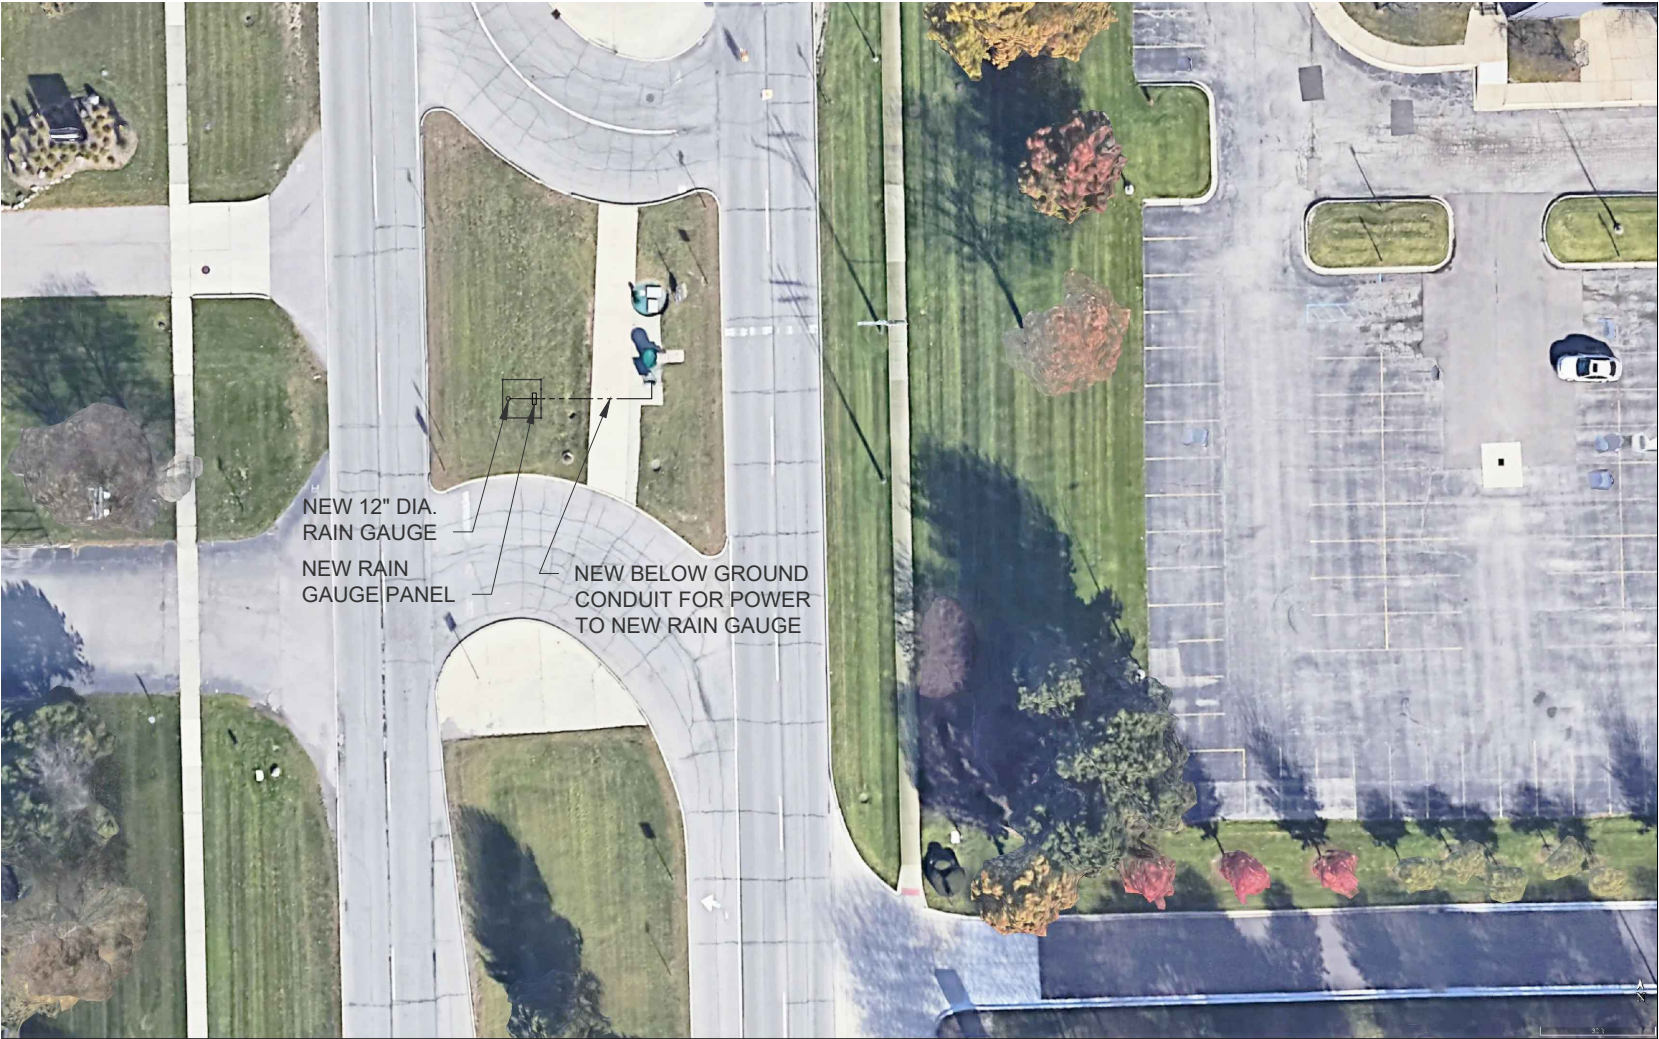 NEW 12" DIA.
RAIN GAUGE
NEW RAIN
GAUGE PANEL
NEW BELOW GROUND
CONDUIT FOR POWER
TO NEW RAIN GAUGE